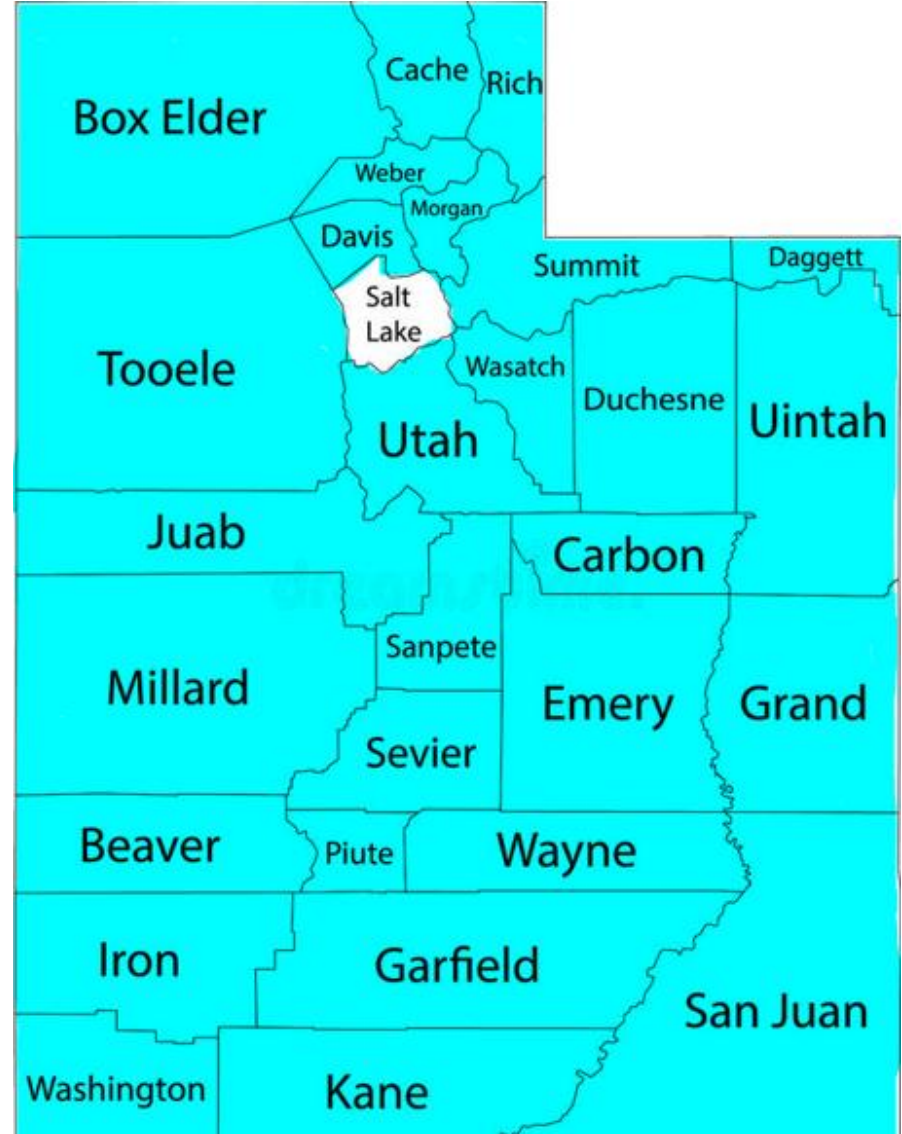 Cache
Rich
Box Elder
Weber
Morgan
Davis
Summit
Daggett
Salt
Lake
Wasatch
Tooele
Duchesne
Uintah
Utah
Juab
Carbon
Sanpete
Millard
Emery
Grand
Sevier
Beaver
Piute
Wayne
Iron
Garfield
San Juan
Washington
Kane